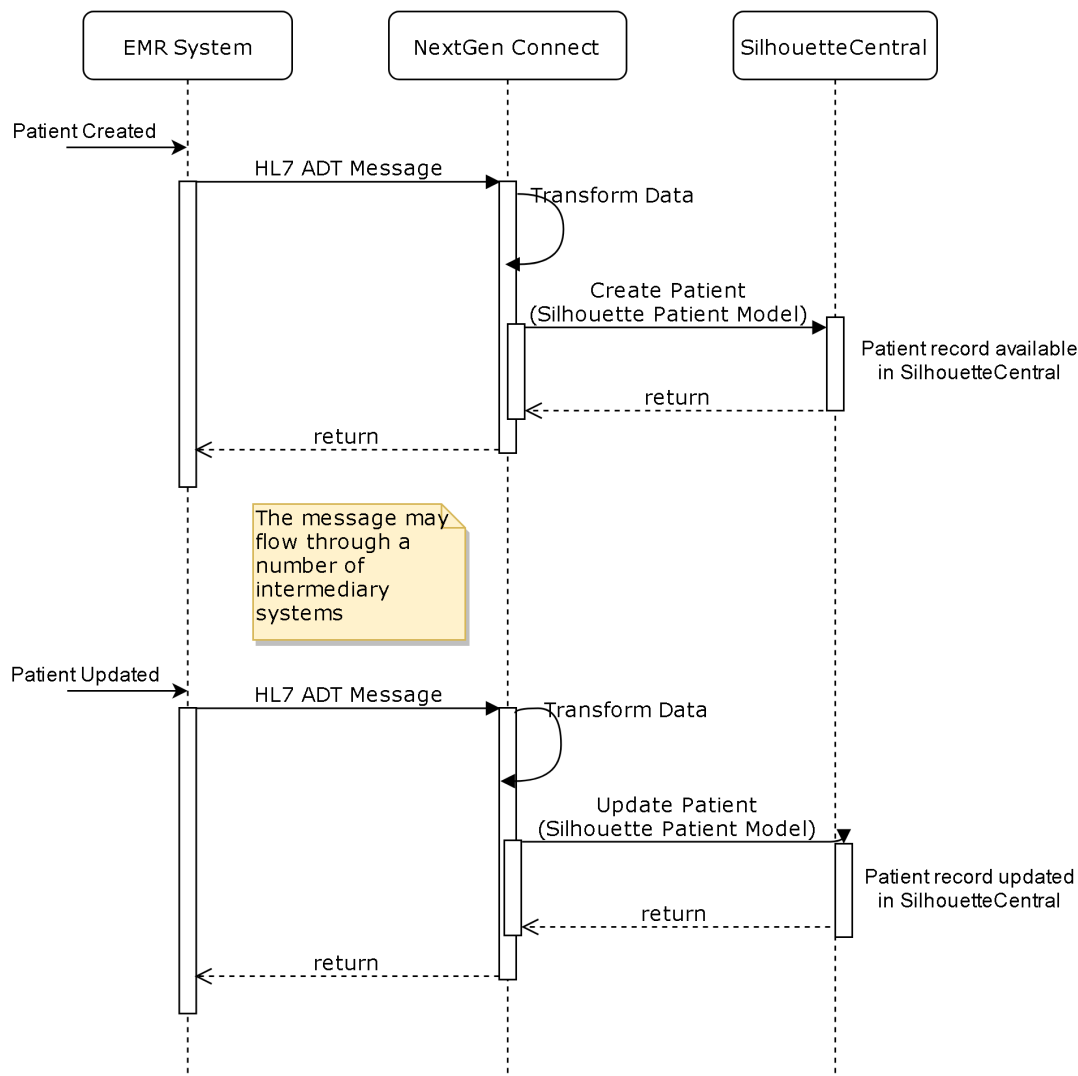 EMR System
NextGen Connect
SilhouetteCentral
Patient Created
HL7 ADT Message
Transform Data
Create Patient
(Silhouette Patient Model)
Patient record available
in SilhouetteCentral
return
return
The message may
flow through a
number of
intermediary
systems
Patient Updated
HL7 ADT Message
Transform Data
Update Patient
(Silhouette Patient Model)
Patient record updated
in SilhouetteCentral
return
return